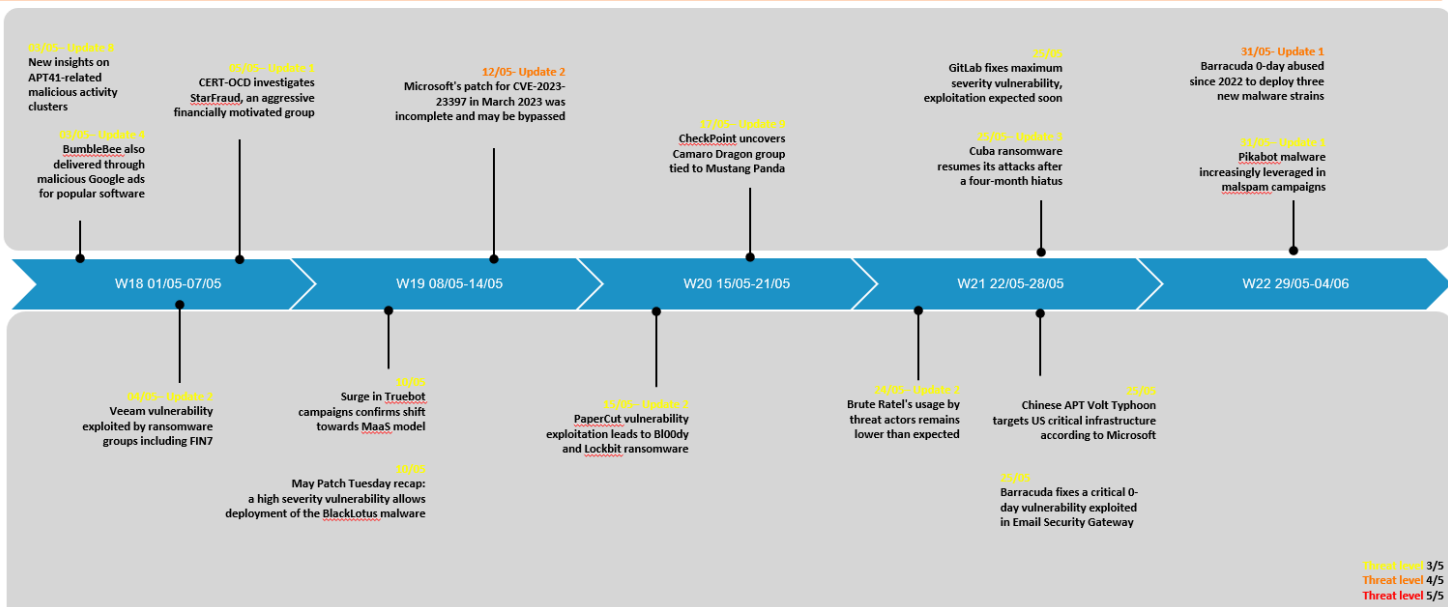 03/05– Update 8
New insights on
APT41-related
malicious activity
clusters
03/05– Update 4
BumbleBee also
delivered through
malicious Google ads
for popular software
05/05– Update 1
CERT-OCD investigates
StarFraud, an aggressive
financially motivated group
12/05- Update 2
Microsoft's patch for CVE-2023-
23397 in March 2023 was
incomplete and may be bypassed
17/05– Update 9
CheckPoint uncovers
Camaro Dragon group
tied to Mustang Panda
25/05
GitLab fixes maximum
severity vulnerability,
exploitation expected soon
25/05– Update 3
Cuba ransomware
resumes its attacks after
a four-month hiatus
31/05- Update 1
Barracuda 0-day abused
since 2022 to deploy three
new malware strains
31/05– Update
Pikabot malware
increasingly leveraged in
malspam campaigns
W18 01/05-07/05
W19 08/05-14/05
W20 15/05-21/05
W21 22/05-28/05
W22 29/05-04/06
04/05– Update 2
Veeam vulnerability
exploited by ransomware
groups including FIN7
10/05
Surge in Truebot
campaigns confirms shift
towards MaaS model
10/05
May Patch Tuesday recap:
a high severity vulnerability allows
deployment of the BlackLotus malware
15/05– Update 2
PaperCut vulnerability
exploitation leads to Bl00dy
and Lockbit ransomware
24/05– Update 2
Brute Ratel's usage by
threat actors remains
lower than expected
25/05
Chinese APT Volt Typhoon
targets US critical infrastructure
according to Microsoft
Barracuda fixes a critical 0-
day vulnerability exploited
in Email Security Gateway
Threat level 3/5
Threat level 4/5
Threat level 5/5